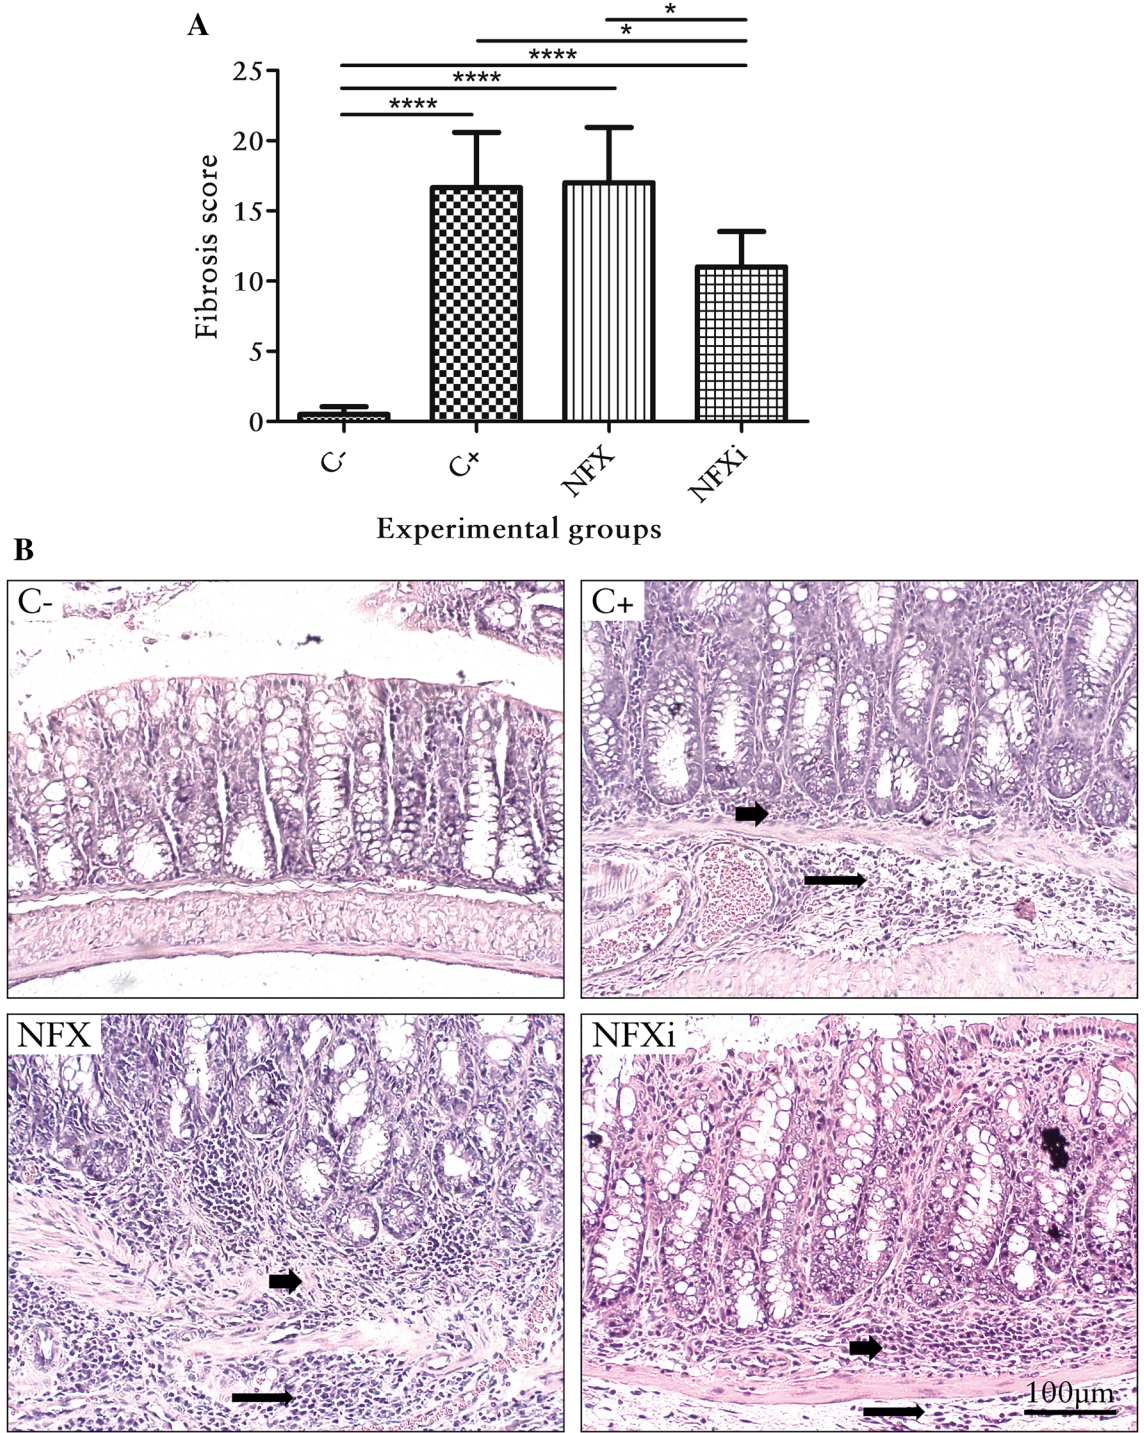 A
*
*
****
****
****
25
20
15
10
5
0
Fibrosis score
C-
C+
NFX
NFXi
Experimental groups
B
C-
C+
NFX
NFXi
100µm